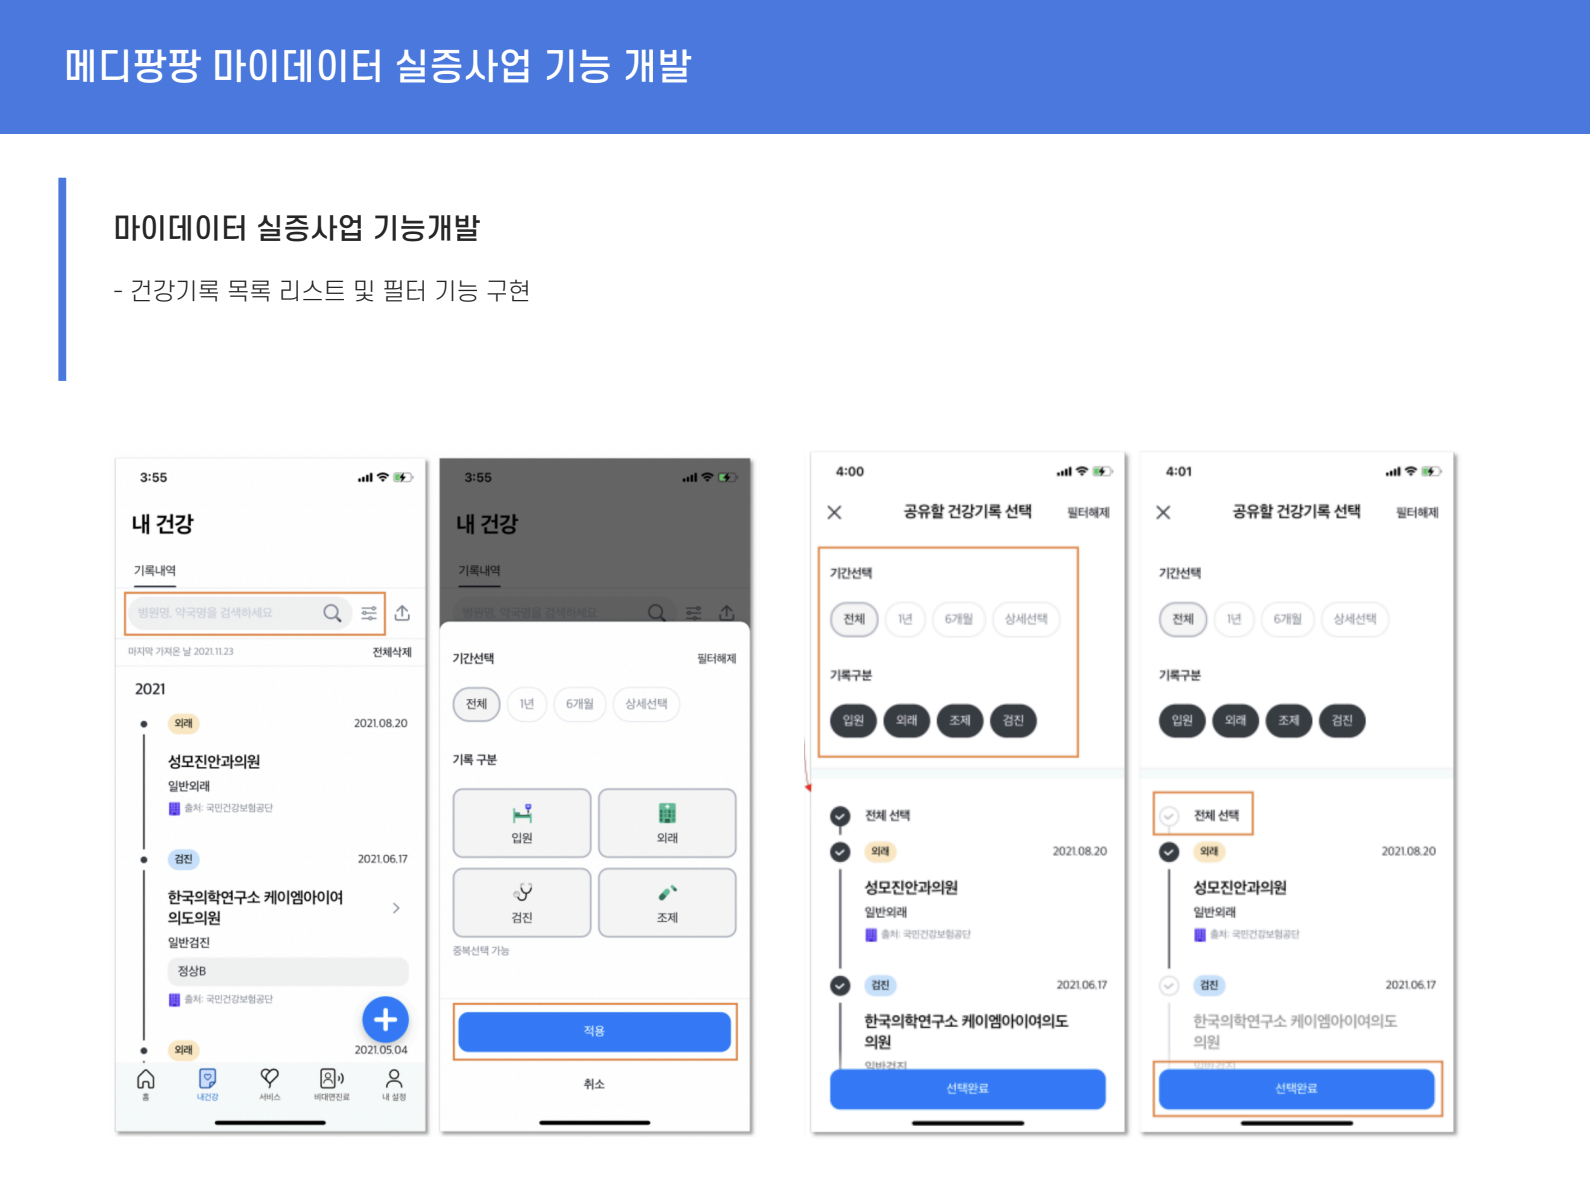 메디팡팡 마이데이터 실증사업 기능 개발
마이데이터 실증사업 기능개발
- 건강기록 목록 리스트 및 필터 기능 구현
3:55
내 건강
기록내역
병원명, 약국명을 검색하세요
마지막 가져온 날 2021.11.23
전체삭제
2021
외래
2021.08.20
성모진안과의원
일반외래
출처: 국민건강보험공단
검진
2021.06.17
한국의학연구소 케이엠아이여
의도의원
일반검진
정상B
출처: 국민건강보험공단
외래
2021.05.04
홈
내건강
서비스
비대면진료
내 설정
3:55
내 건강
기록내역
병원명, 약국명을 검색하세요
기간선택
필터해제
전체
1년
6개월
상세선택
기록 구분
입원
외래
검진
조제
중복선택 가능
적용
취소
4:00
공유할 건강기록 선택
필터해제
기간선택
전체
1년
6개월
상세선택
기록구분
입원
외래
조제
검진
전체 선택
외래
2021.08.20
성모진안과의원
일반외래
출처: 국민건강보험공단
검진
2021.06.17
한국의학연구소 케이엠아이여의도
의원
일반검진
선택완료
4:01
공유할 건강기록 선택
필터해제
기간선택
전체
1년
6개월
상세선택
기록구분
입원
외래
조제
검진
전체 선택
외래
2021.08.20
성모진안과의원
일반외래
출처: 국민건강보험공단
검진
2021.06.17
한국의학연구소 케이엠아이여의도
의원
일반검진
선택완료